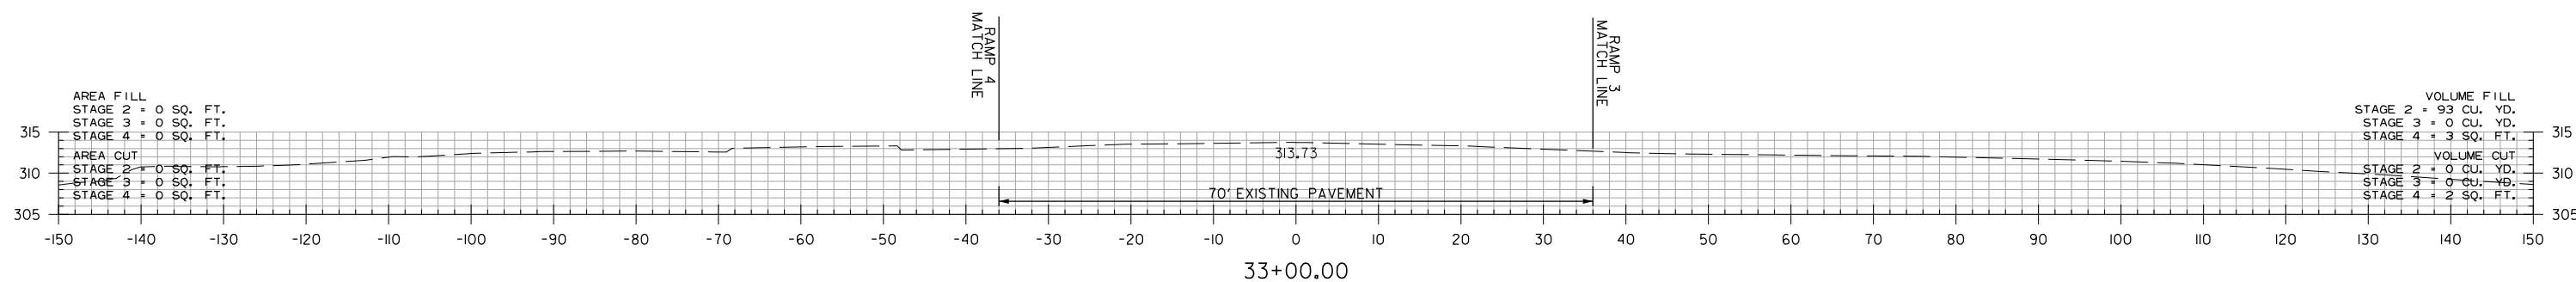 RAMP 4
MATCH LINE
RAMP 3
MATCH LINE
AREA FILL
STAGE 2 = 0 SQ. FT.
STAGE 3 = 0 SQ. FT.
STAGE 4 = 0 SQ. FT.
AREA CUT
STAGE 2 = 0 SQ. FT.
STAGE 3 = 0 SQ. FT.
STAGE 4 = 0 SQ. FT.
VOLUME FILL
STAGE 2 = 93 CU. YD.
STAGE 3 = 0 CU. YD.
STAGE 4 = 3 SQ. FT.
VOLUME CUT
STAGE 2 = 0 CU. YD.
STAGE 3 = 0 CU. YD.
STAGE 4 = 2 SQ. FT.
315
310
305
315
310
305
313.73
70' EXISTING PAVEMENT
-150 -140 -130 -120 -110 -100 -90 -80 -70 -60 -50 -40 -30 -20 -10 0 10 20 30 40 50 60 70 80 90 100 110 120 130 140 150
33+00.00